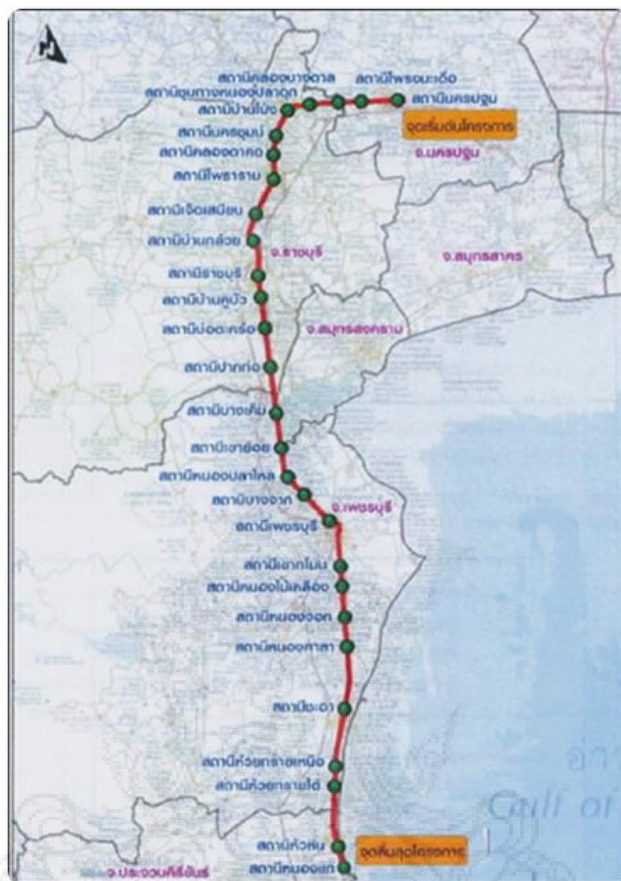 สถานีคลองบางตาล
สถานีโพรงมะเดื่อ
สถานีชุมทางหนองปลาดุก
สถานีนครปฐม
สถานีบ้านโป่ง
จุดเริ่มต้นโครงการ
สถานีนครชุมน์
จ.นครปฐม
สถานีคลองตาคต
สถานีโพธาราม
สถานีเจ็ดเสมียน
สถานีบ้านกล้วย
จ.ราชบุรี
จ.สมุทรสาคร
สถานีราชบุรี
สถานีบ้านคูบัว
สถานีบ่อตะคร้อ
จ.สมุทรสงคราม
สถานีปากท่อ
สถานีบางเค็ม
สถานีเขาย้อย
สถานีหนองปลาไหล
สถานีบางจาก
จ.เพชรบุรี
สถานีเพชรบุรี
สถานีเขาทโมน
สถานีหนองไม้เหลือง
สถานีหนองจอก
สถานีหนองศาลา
สถานีชะอำ
สถานีห้วยทรายเหนือ
สถานีห้วยทรายใต้
อ่าว
Gulf of
สถานีหัวหิน
จุดสิ้นสุดโครงการ
สถานีหนองแก
จ.ประจวบคีรีขันธ์